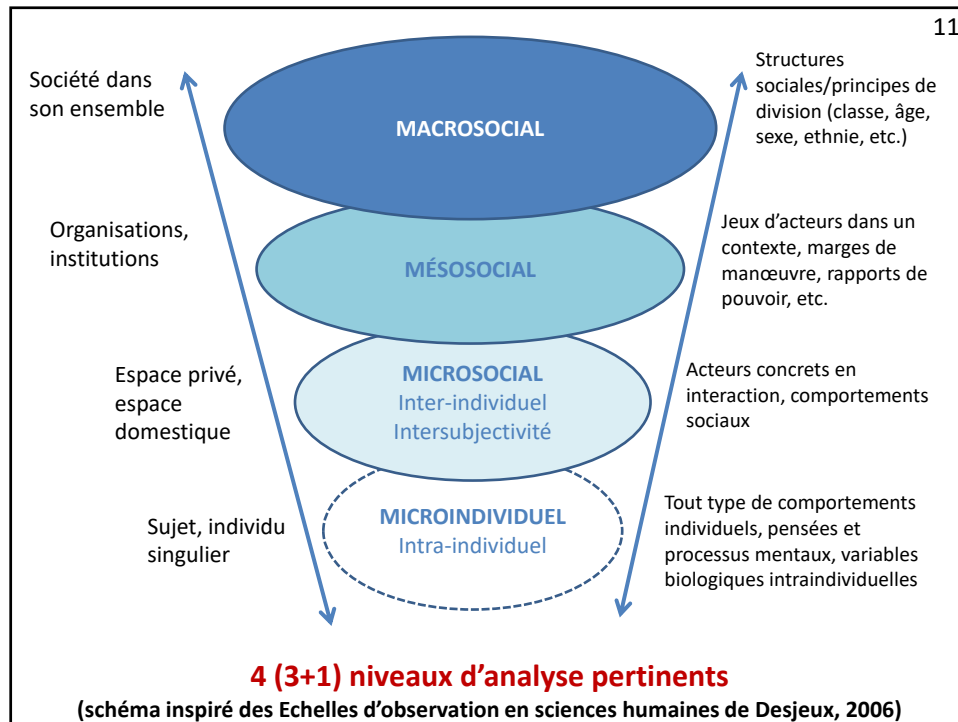 11
Société dans
son ensemble
MACROSOCIAL
Structures
sociales/principes de
division (classe, âge,
sexe, ethnie, etc.)
Organisations,
institutions
MÉSOSOCIAL
Jeux d’acteurs dans un
contexte, marges de
manœuvre, rapports de
pouvoir, etc.
Espace privé,
espace
domestique
MICROSOCIAL
Inter-individuel
Intersubjectivité
Acteurs concrets en
interaction, comportements
sociaux
Sujet, individu
singulier
MICROINDIVIDUEL
Intra-individuel
Tout type de comportements
individuels, pensées et
processus mentaux, variables
biologiques intraindividuelles
4 (3+1) niveaux d’analyse pertinents
(schéma inspiré des Echelles d’observation en sciences humaines de Desjeux, 2006)